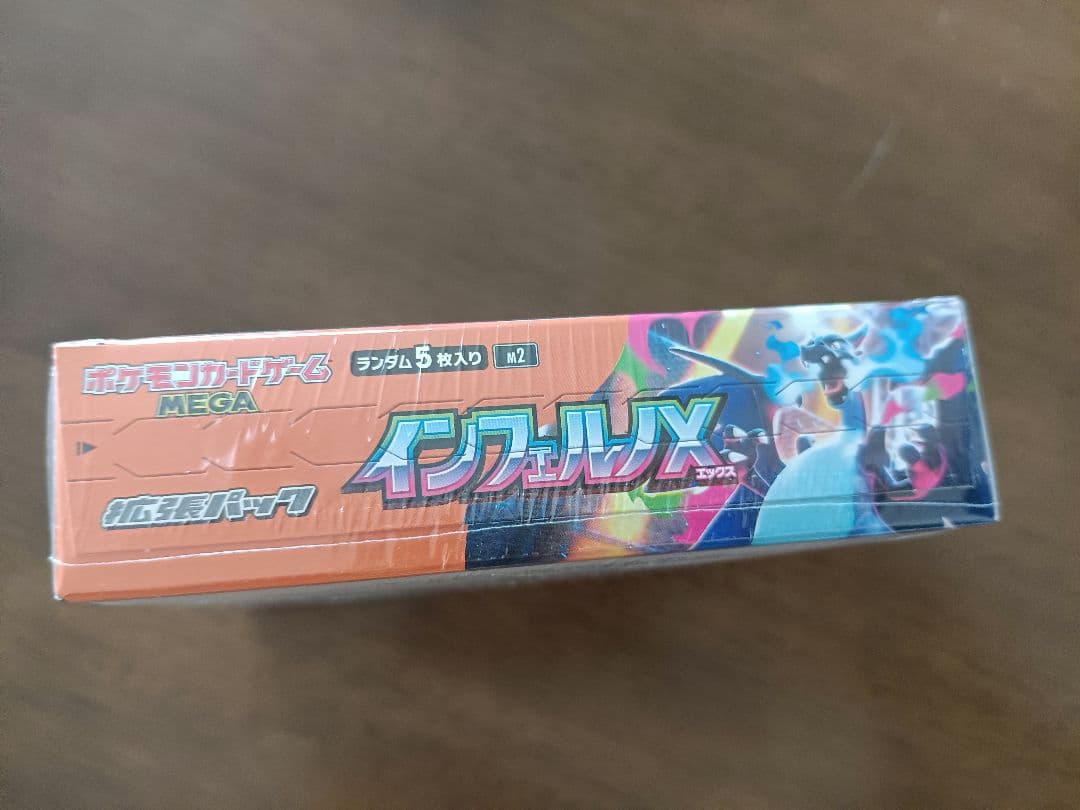 ポケモンカードゲーム
MEGA
ランダム5枚入り
M2
インフェルノX
エックス
拡張パック